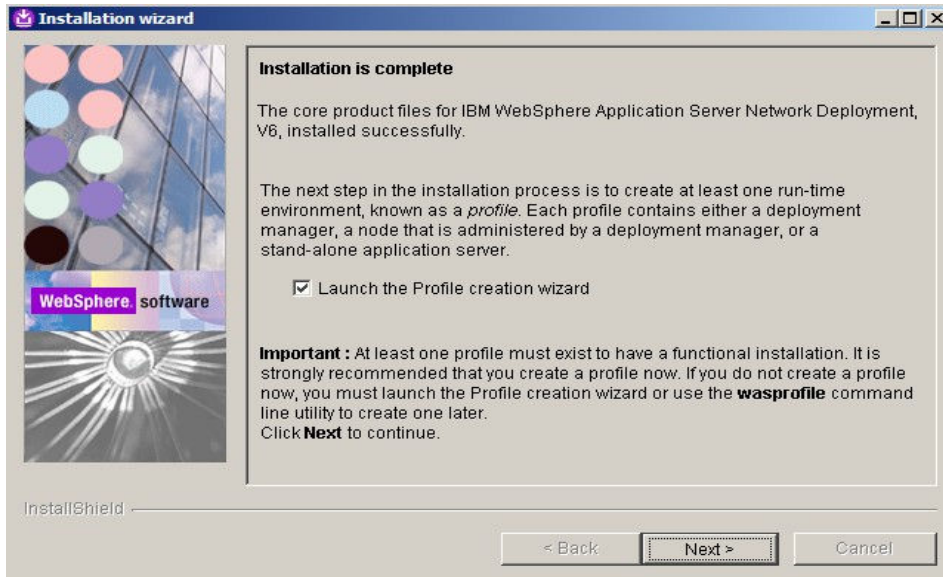 Installation wizard
Installation is complete
The core product files for IBM WebSphere Application Server Network Deployment,
V6, installed successfully.
The next step in the installation process is to create at least one run-time
environment, known as a profile. Each profile contains either a deployment
manager, a node that is administered by a deployment manager, or a
stand-alone application server.
Launch the Profile creation wizard
WebSphere. software
Important : At least one profile must exist to have a functional installation. It is
strongly recommended that you create a profile now. If you do not create a profile
now, you must launch the Profile creation wizard or use the wasprofile command
line utility to create one later.
Click Next to continue.
InstallShield
< Back
Next >
Cancel